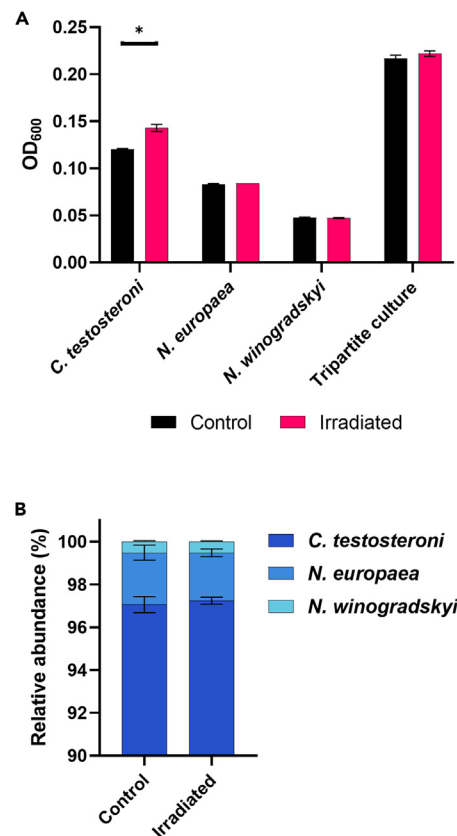 A
*
0.25
0.20
0.15
0.10
0.05
0.00
OD600
C. testosteroni
N. europaea
N. winogradskyi
Tripartite culture
Control
Irradiated
B
100
98
96
94
92
90
Relative abundance (%)
Control
Irradiated
C. testosteroni
N. europaea
N. winogradskyi